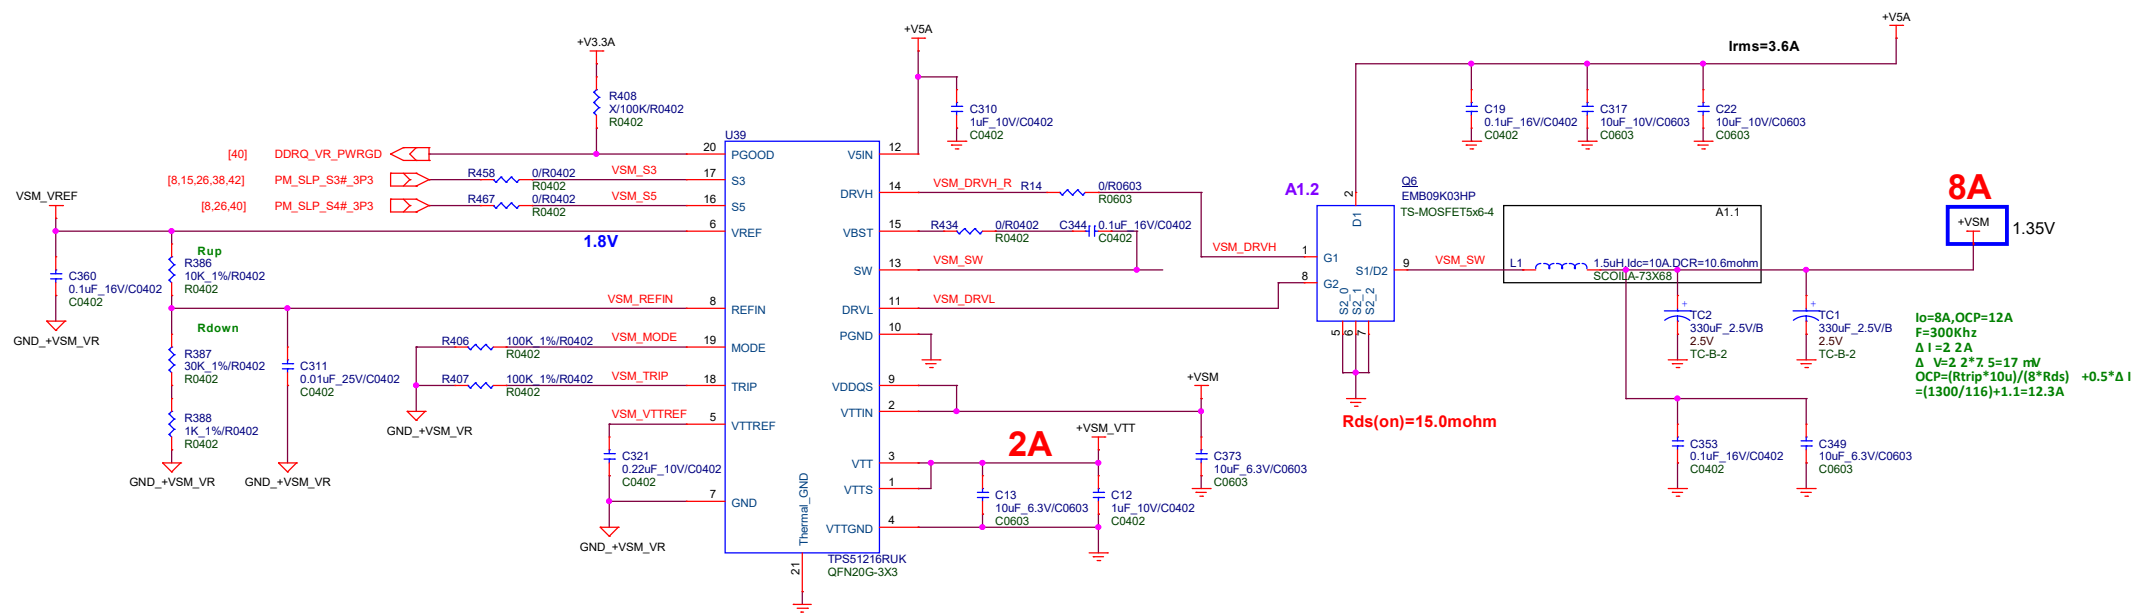 +V3.3A
R408
X/100K/R0402
R0402
[40] DDRQ_VR_PWRGD
[8,15,26,38,42] PM_SLP_S3#_3P3
[8,26,40] PM_SLP_S4#_3P3
R458 0/R0402
R0402
VSM_S3
R467 0/R0402
R0402
VSM_S5
VSM_VREF
1.8V
C360
0.1uF_16V/C0402
C0402
GND_+VSM_VR
Rup
R386
10K_1%/R0402
R0402
VSM_REFIN
Rdown
R387
30K_1%/R0402
R0402
R388
1K_1%/R0402
R0402
GND_+VSM_VR
C311
0.01uF_25V/C0402
C0402
GND_+VSM_VR
R406 100K_1%/R0402
R0402
VSM_MODE
R407 100K_1%/R0402
R0402
VSM_TRIP
GND_+VSM_VR
VSM_VTTREF
C321
0.22uF_10V/C0402
C0402
GND_+VSM_VR
U39
20 PGOOD
17 S3
16 S5
6 VREF
8 REFIN
19 MODE
18 TRIP
5 VTTREF
7 GND
Thermal_GND
21
V5IN 12
DRVH 14
VBST 15
SW 13
DRVL 11
PGND 10
VDDQS 9
VTTIN 2
VTT 3
VTTS 1
VTTGND 4
TPS51216RUK
QFN20G-3X3
+V5A
C310
1uF_10V/C0402
C0402
VSM_DRVH_R R14 0/R0603
R0603
R434 0/R0402
R0402
C344 0.1uF_16V/C0402
C0402
VSM_SW
VSM_DRVL
VSM_DRVH
+VSM
C373
10uF_6.3V/C0603
C0603
2A
+VSM_VTT
C13
10uF_6.3V/C0603
C0603
C12
1uF_10V/C0402
C0402
A1.2
Q6
EMB09K03HP
TS-MOSFET5x6-4
2
D1
1 G1
8 G2
S1/D2 9
S2_0
S2_1
S2_2
5
6
7
Rds(on)=15.0mohm
Irms=3.6A
+V5A
C19
0.1uF_16V/C0402
C0402
C317
10uF_10V/C0603
C0603
C22
10uF_10V/C0603
C0603
VSM_SW
A1.1
L1 1.5uH,Idc=10A.DCR=10.6mohm
SCOILA-73X68
8A
+VSM
1.35V
+
TC2
330uF_2.5V/B
2.5V
TC-B-2
+
TC1
330uF_2.5V/B
2.5V
TC-B-2
C353
0.1uF_16V/C0402
C0402
C349
10uF_6.3V/C0603
C0603
Io=8A,OCP=12A
F=300Khz
Δ I =2 2A
Δ V=2 2*7. 5=17 mV
OCP=(Rtrip*10u)/(8*Rds) +0.5*Δ I
=(1300/116)+1.1=12.3A